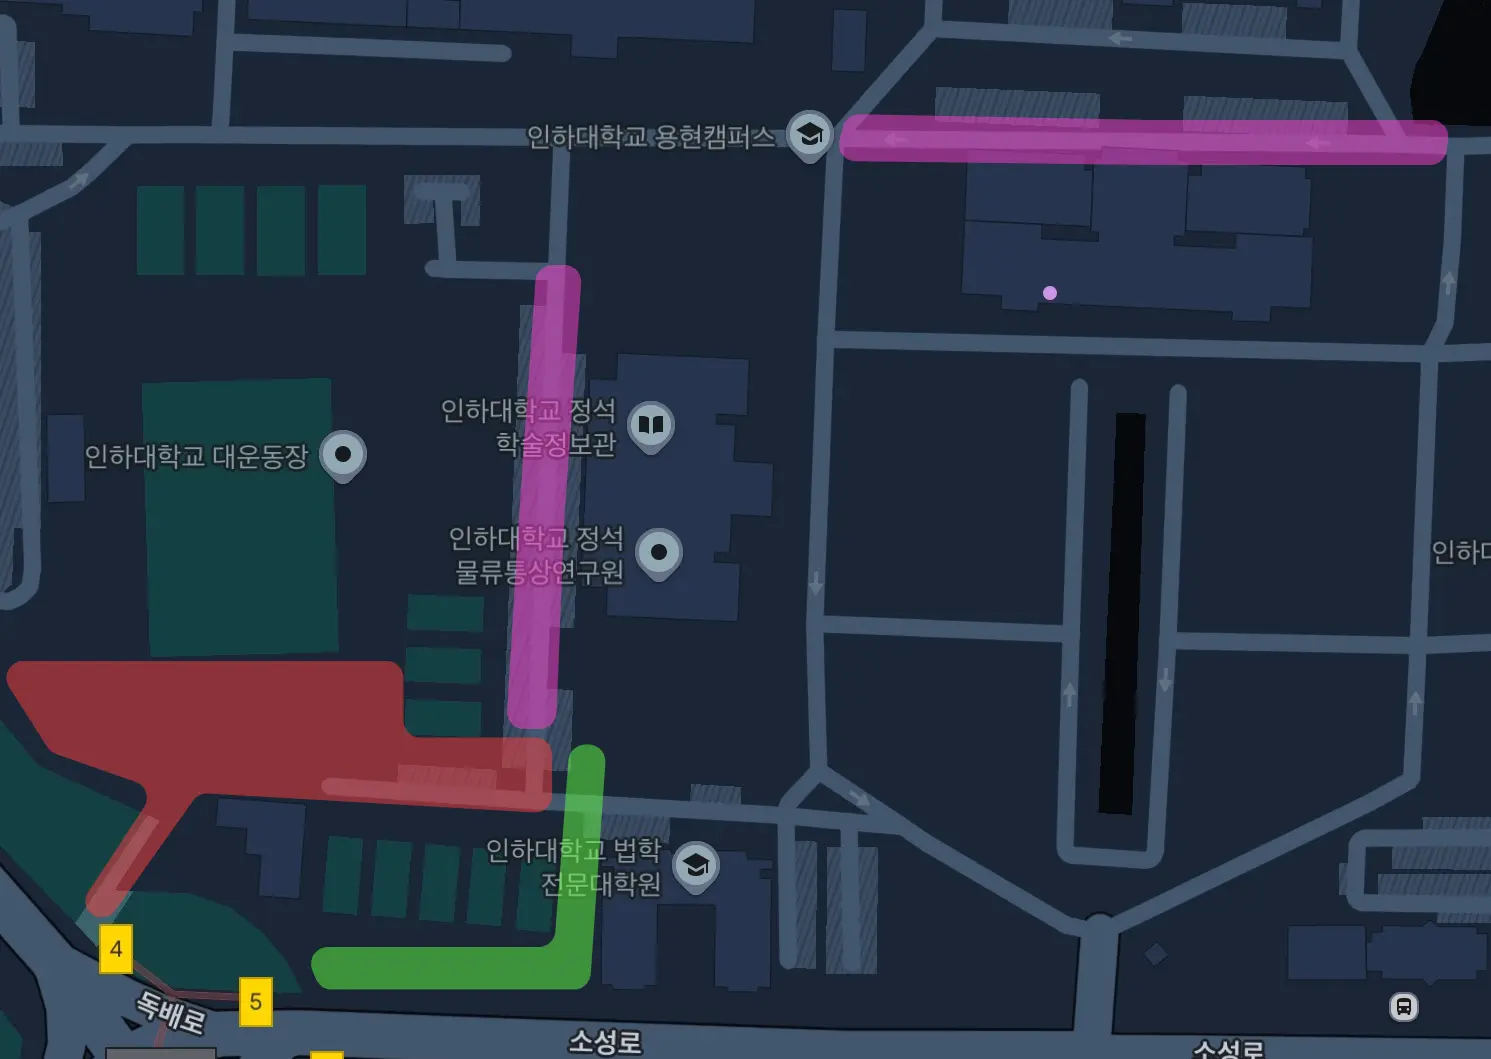 인하대학교 용현캠퍼스
인하대학교 정석
학술정보관
인하대학교 대운동장
인하대학교 정석
물류통상연구원
인하대
인하대학교 법학
전문대학원
4
5
독배로
소성로
소성로